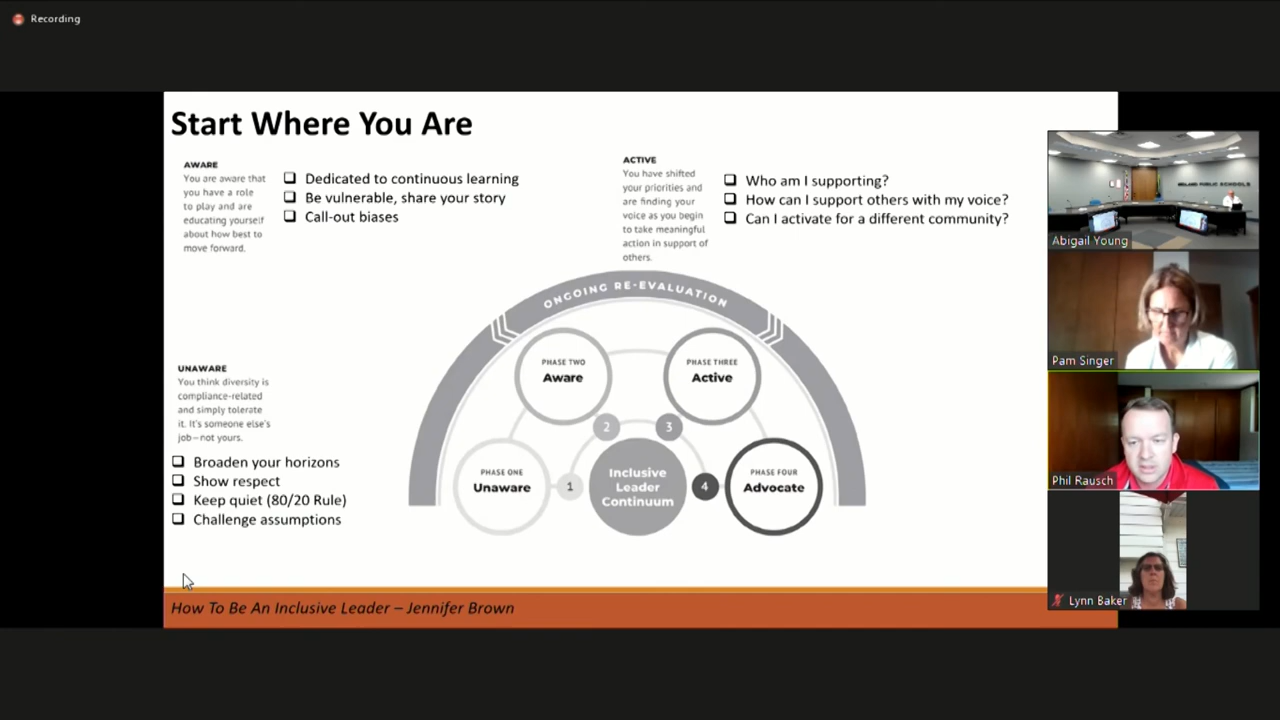 Recording
Start Where You Are
AWARE
You are aware that
you have a role
to play and are
educating yourself
about how best to
move forward.
❑ Dedicated to continuous learning
❑ Be vulnerable, share your story
❑ Call-out biases
ACTIVE
You have shifted
your priorities and
are finding your
voice as you begin
to take meaningful
action in support of
others.
❑ Who am I supporting?
❑ How can I support others with my voice?
❑ Can I activate for a different community?
ONGOING RE-EVALUATION
PHASE TWO
Aware
PHASE THREE
Active
2
3
UNAWARE
You think diversity is
compliance-related
and simply tolerate
it. It's someone else's
job—not yours.
❑ Broaden your horizons
❑ Show respect
❑ Keep quiet (80/20 Rule)
❑ Challenge assumptions
PHASE ONE
Unaware
1
Inclusive
Leader
Continuum
4
PHASE FOUR
Advocate
How To Be An Inclusive Leader – Jennifer Brown
PUBLIC SCHOOLS
Abigail Young
Pam Singer
Phil Rausch
Lynn Baker